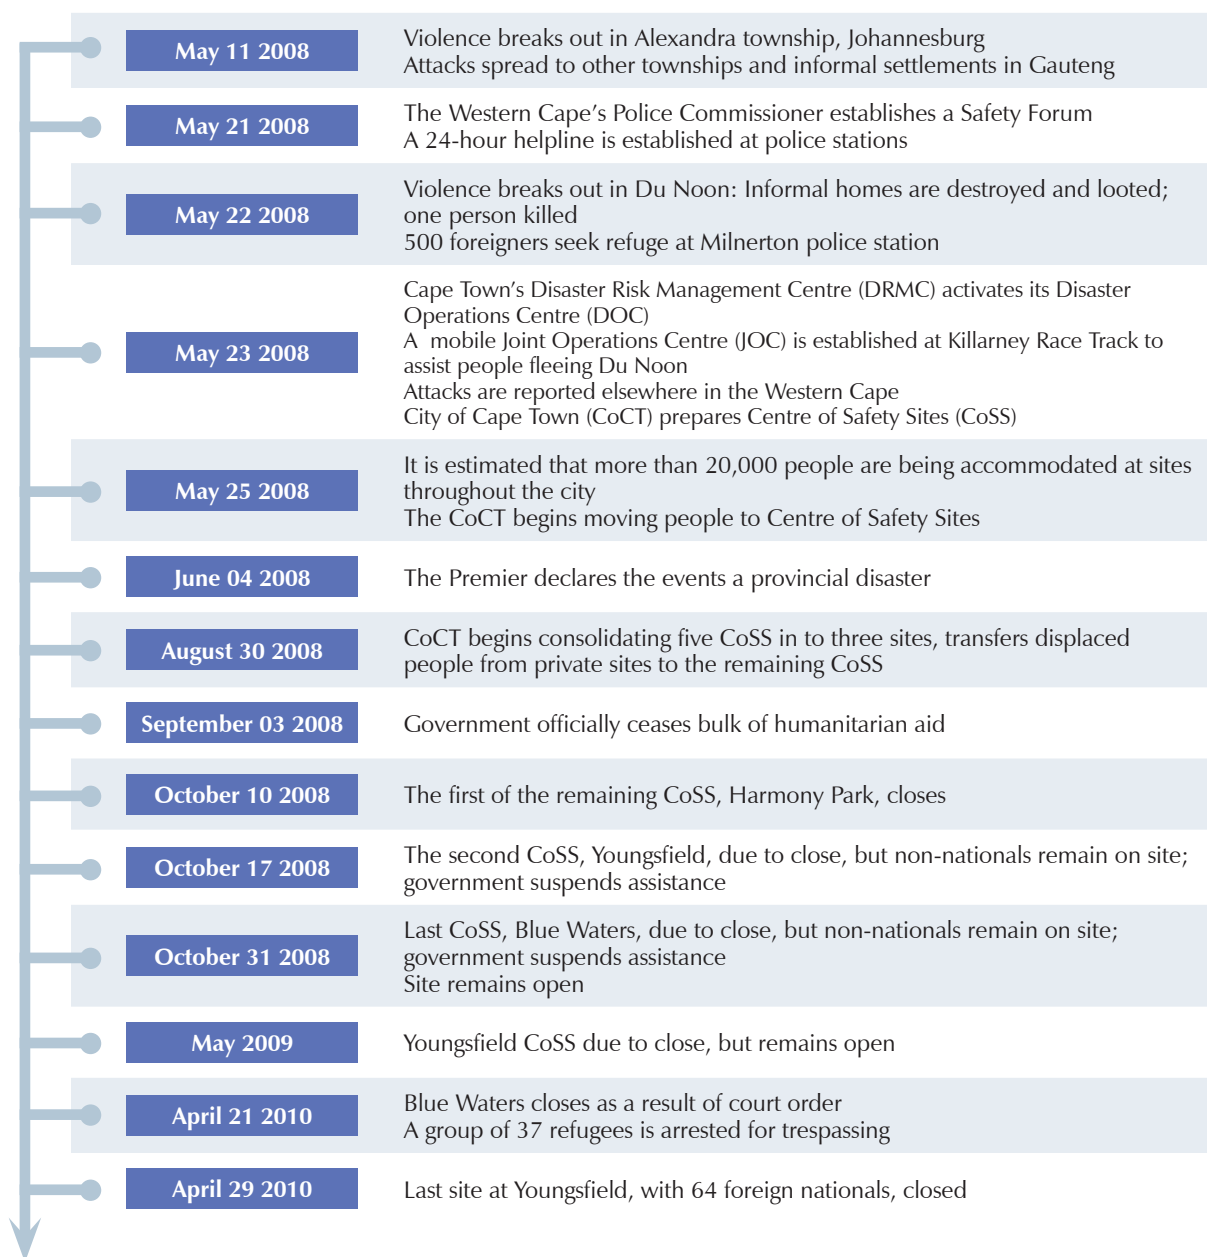 May 11 2008
Violence breaks out in Alexandra township, Johannesburg
Attacks spread to other townships and informal settlements in Gauteng
May 21 2008
The Western Cape’s Police Commissioner establishes a Safety Forum
A 24-hour helpline is established at police stations
May 22 2008
Violence breaks out in Du Noon: Informal homes are destroyed and looted;
one person killed
500 foreigners seek refuge at Milnerton police station
May 23 2008
Cape Town’s Disaster Risk Management Centre (DRMC) activates its Disaster
Operations Centre (DOC)
A mobile Joint Operations Centre (JOC) is established at Killarney Race Track to
assist people fleeing Du Noon
Attacks are reported elsewhere in the Western Cape
City of Cape Town (CoCT) prepares Centre of Safety Sites (CoSS)
May 25 2008
It is estimated that more than 20,000 people are being accommodated at sites
throughout the city
The CoCT begins moving people to Centre of Safety Sites
June 04 2008
The Premier declares the events a provincial disaster
August 30 2008
CoCT begins consolidating five CoSS in to three sites, transfers displaced
people from private sites to the remaining CoSS
September 03 2008
Government officially ceases bulk of humanitarian aid
October 10 2008
The first of the remaining CoSS, Harmony Park, closes
October 17 2008
The second CoSS, Youngsfield, due to close, but non-nationals remain on site;
government suspends assistance
October 31 2008
Last CoSS, Blue Waters, due to close, but non-nationals remain on site;
government suspends assistance
Site remains open
May 2009
Youngsfield CoSS due to close, but remains open
April 21 2010
Blue Waters closes as a result of court order
A group of 37 refugees is arrested for trespassing
April 29 2010
Last site at Youngsfield, with 64 foreign nationals, closed